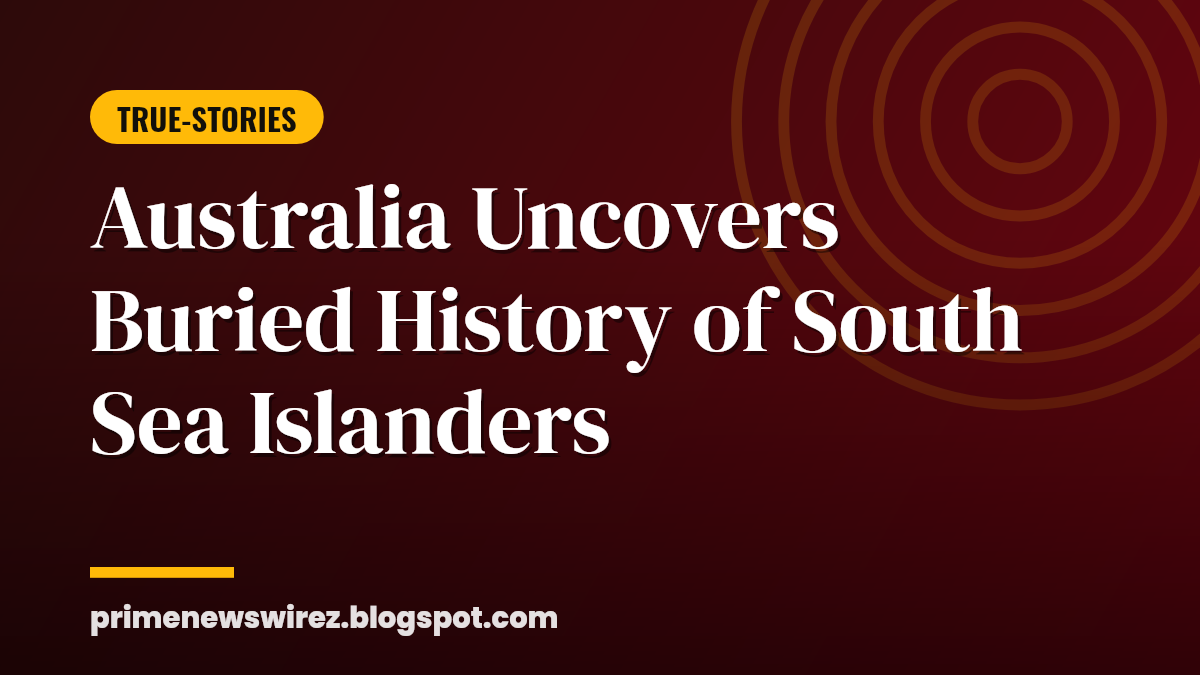 TRUE-STORIES
Australia Uncovers
Buried History of South
Sea Islanders
primenewswirez.blogspot.com